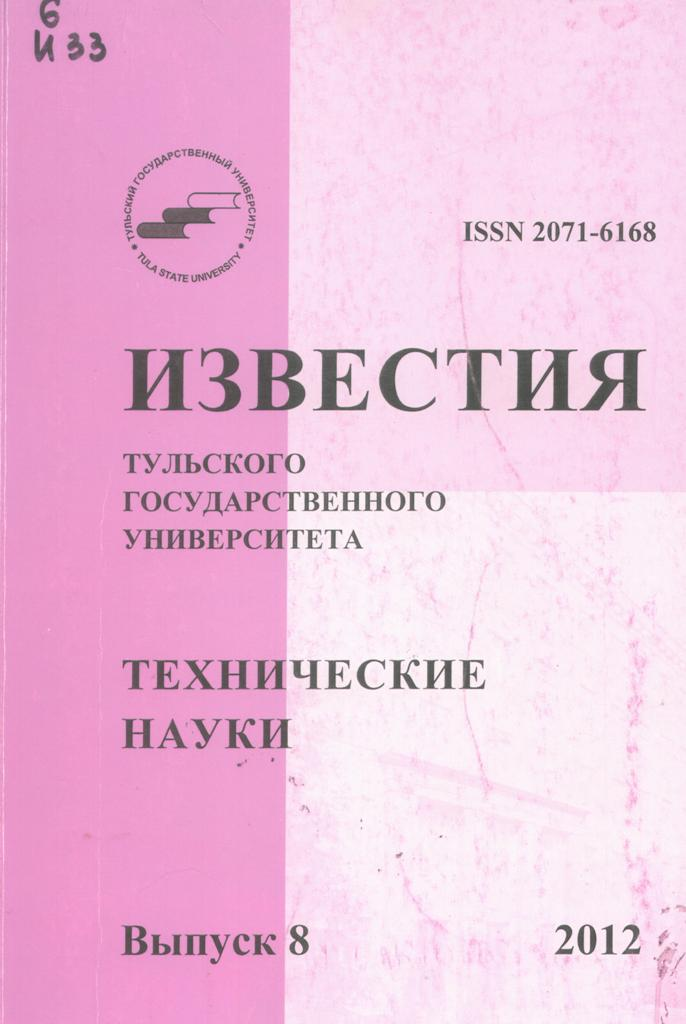 6
И 33
ТУЛЬСКИЙ ГОСУДАРСТВЕННЫЙ УНИВЕРСИТЕТ
TULA STATE UNIVERSITY
ISSN 2071-6168
ИЗВЕСТИЯ
ТУЛЬСКОГО
ГОСУДАРСТВЕННОГО
УНИВЕРСИТЕТА
ТЕХНИЧЕСКИЕ
НАУКИ
Выпуск 8
2012